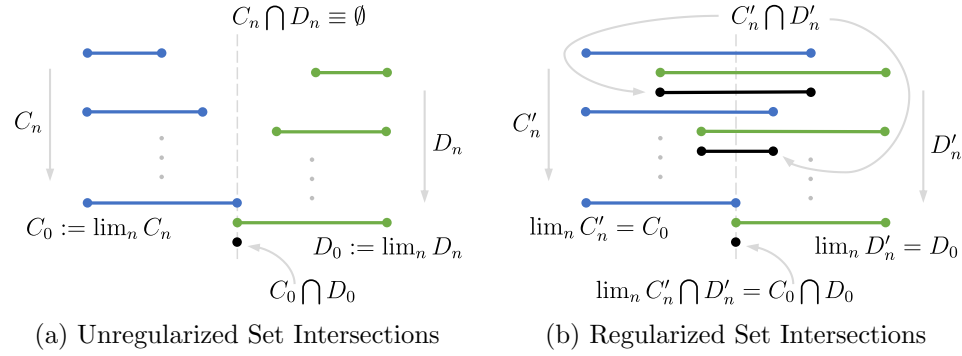 C_n ⋂ D_n ≡ ∅
C_n
D_n
C_0 := lim_n C_n
D_0 := lim_n D_n
C_0 ⋂ D_0
(a) Unregularized Set Intersections
C′_n ⋂ D′_n
C′_n
D′_n
lim_n C′_n = C_0
lim_n D′_n = D_0
lim_n C′_n ⋂ D′_n = C_0 ⋂ D_0
(b) Regularized Set Intersections